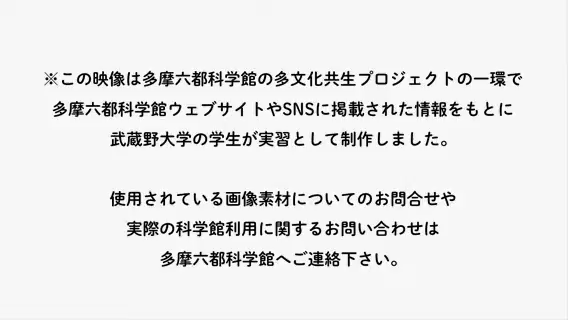 ※この映像は多摩六都科学館の多文化共生プロジェクトの一環で
多摩六都科学館ウェブサイトやSNSに掲載された情報をもとに
武蔵野大学の学生が実習として制作しました。
使用されている画像素材についてのお問合せや
実際の科学館利用に関するお問い合わせは
多摩六都科学館へご連絡下さい。